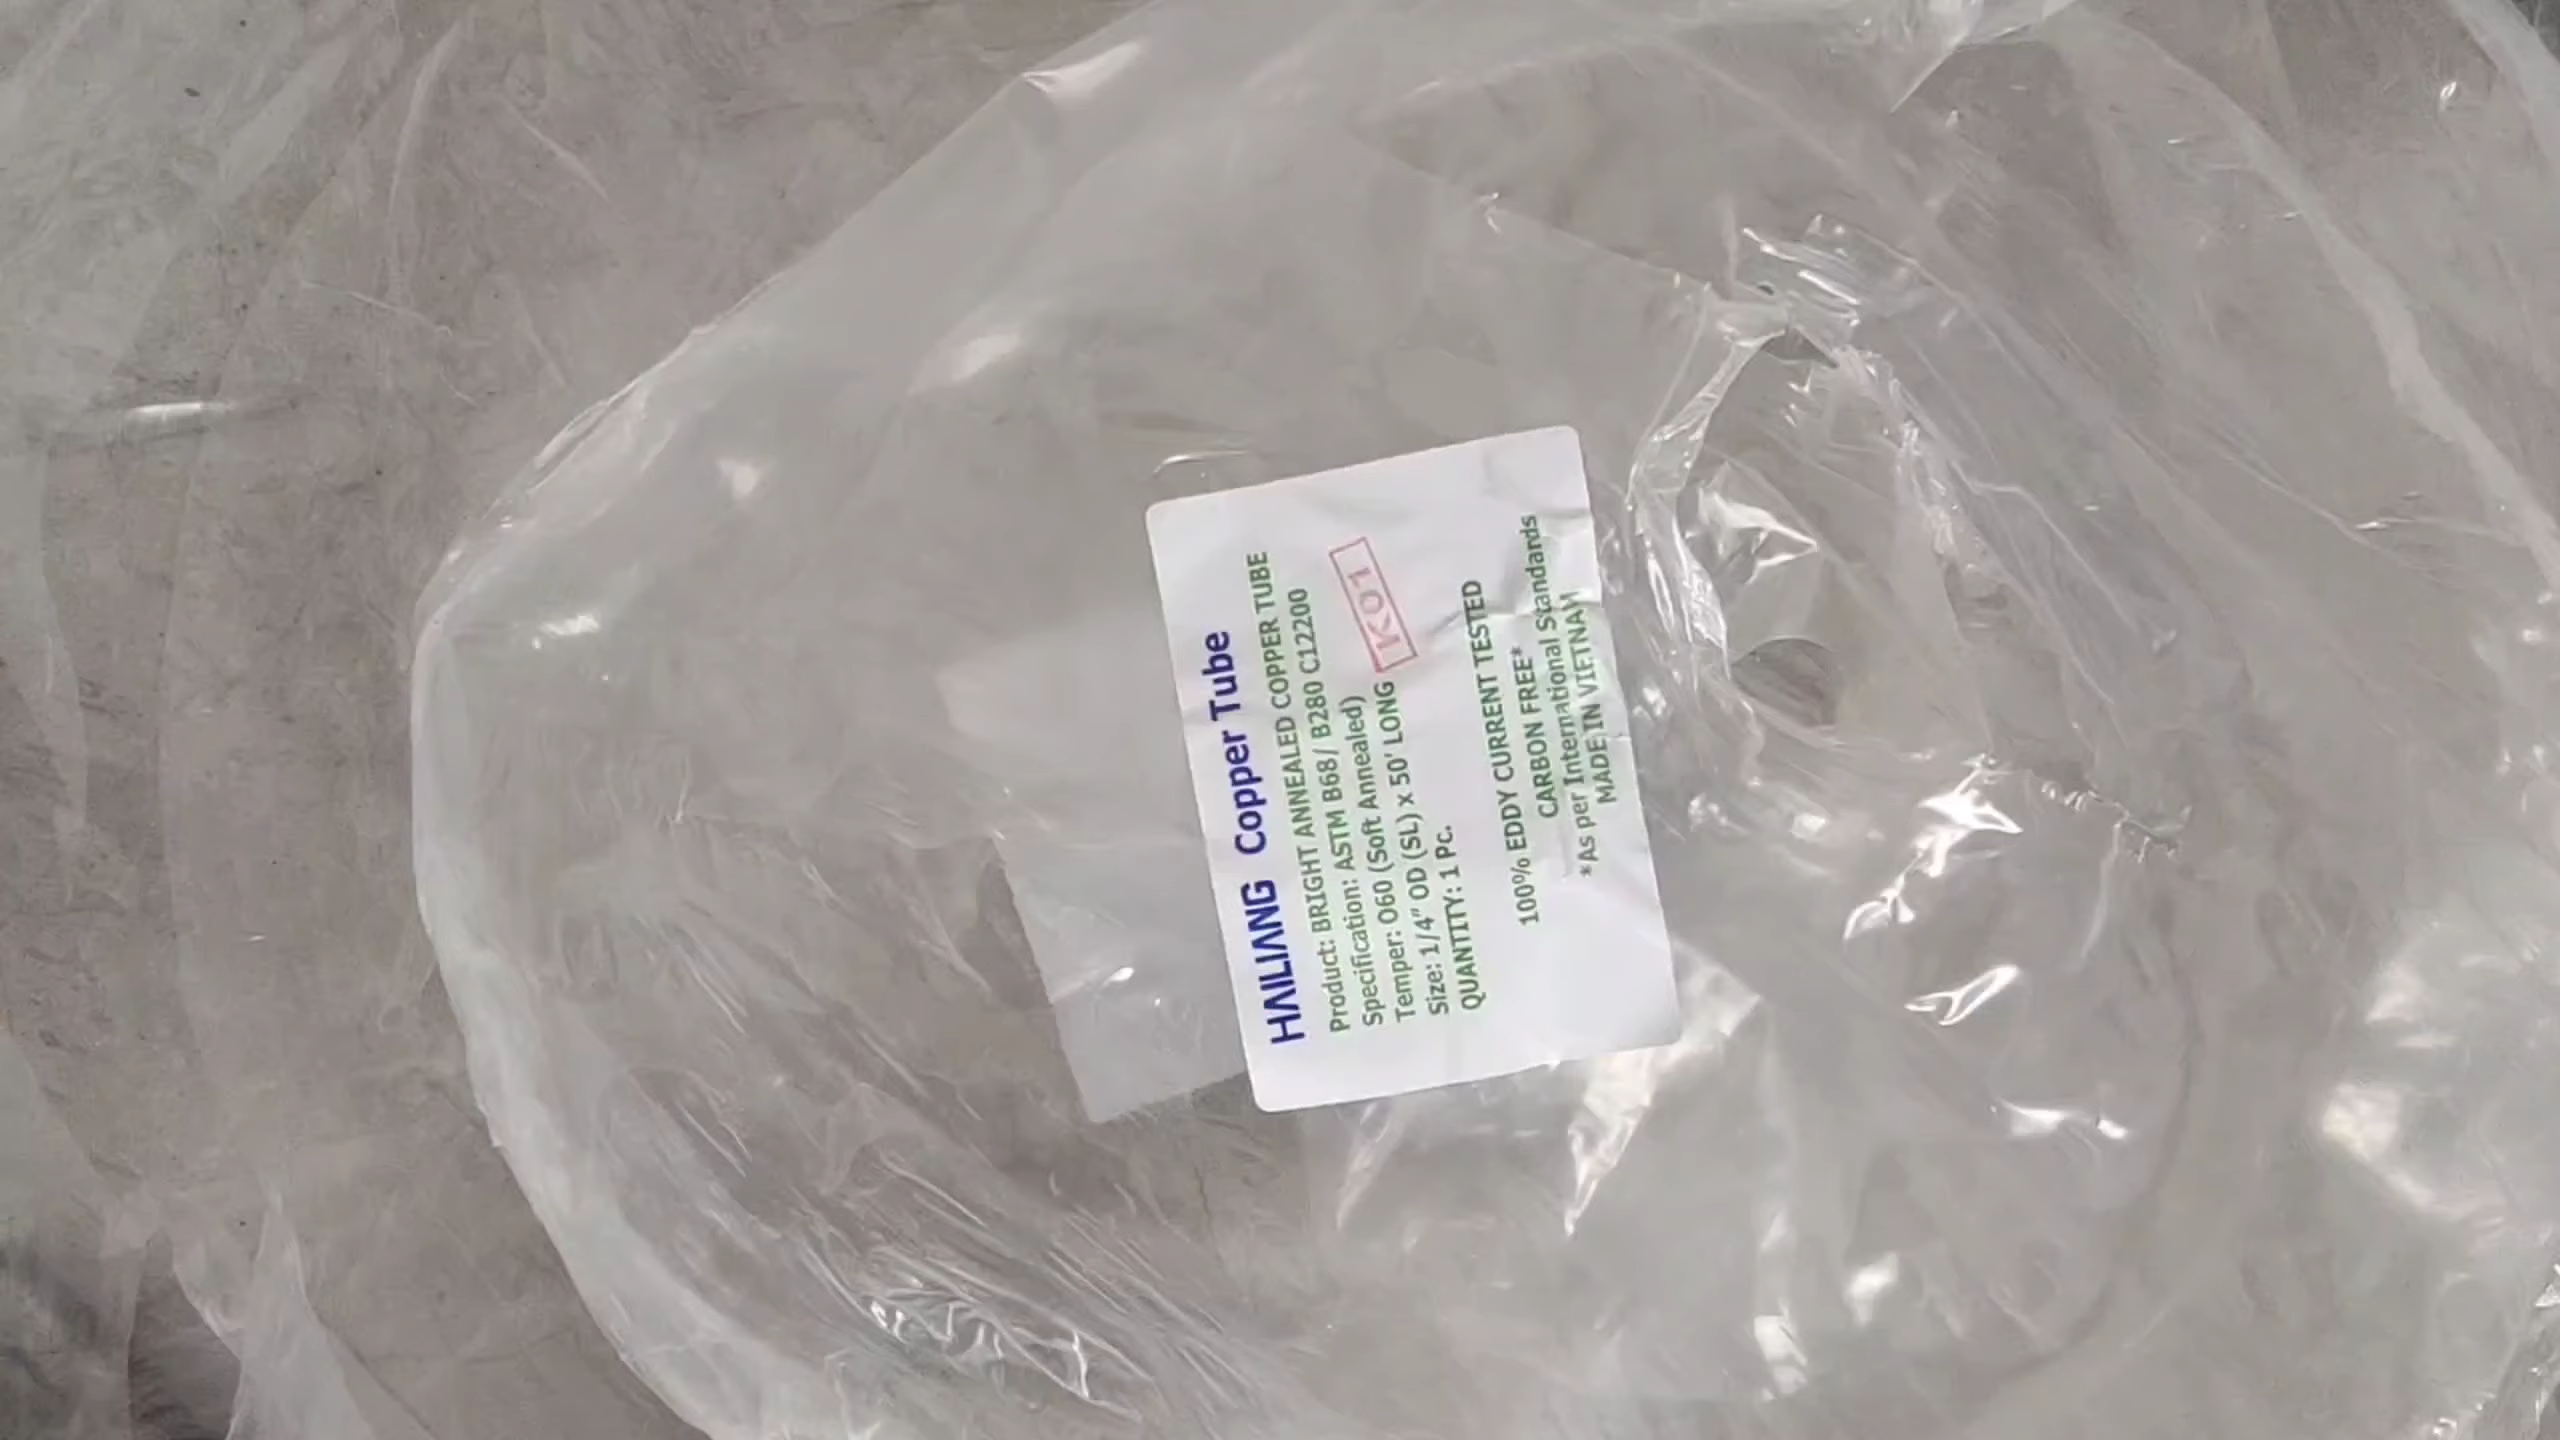 HAILIANG Copper Tube
Product: BRIGHT ANNEALED COPPER TUBE
Specification: ASTM B68/ B280 C12200
Temper: O60 (Soft Annealed)
Size: 1/4" OD (SL) x 50' LONG
K01
QUANTITY: 1 Pc.
100% EDDY CURRENT TESTED
CARBON FREE*
*As per International Standards
MADE IN VIETNAM